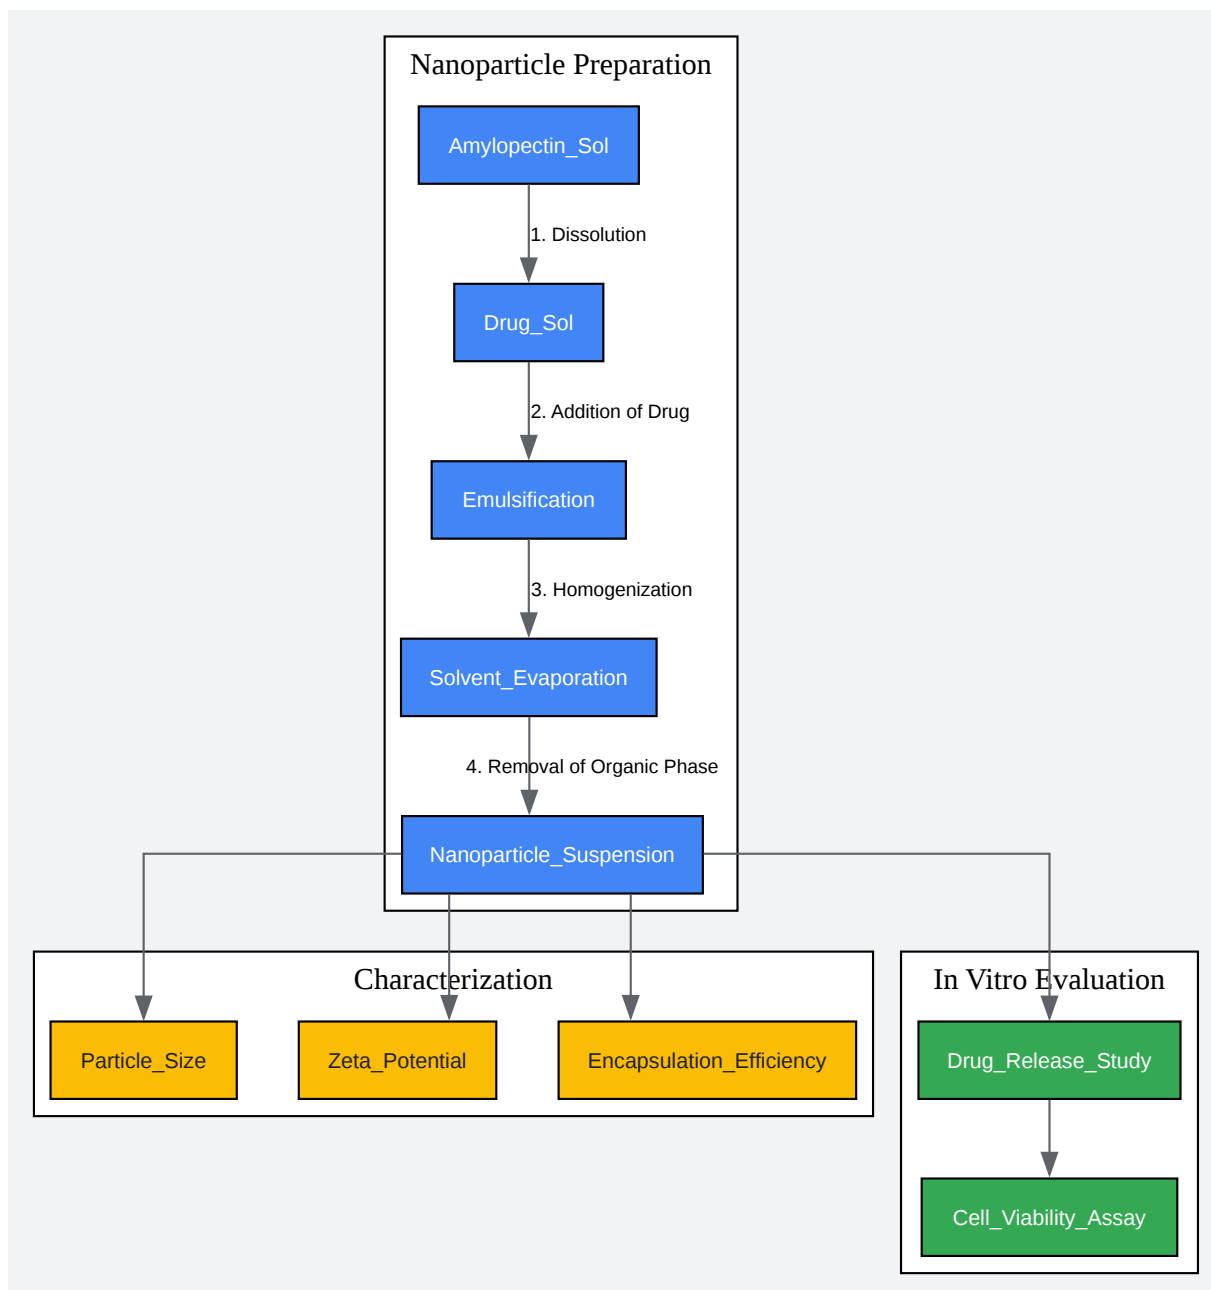 Nanoparticle Preparation
Amylopectin_Sol
1. Dissolution
Drug_Sol
2. Addition of Drug
Emulsification
3. Homogenization
Solvent_Evaporation
4. Removal of Organic Phase
Nanoparticle_Suspension
Characterization
Particle_Size
Zeta_Potential
Encapsulation_Efficiency
In Vitro Evaluation
Drug_Release_Study
Cell_Viability_Assay